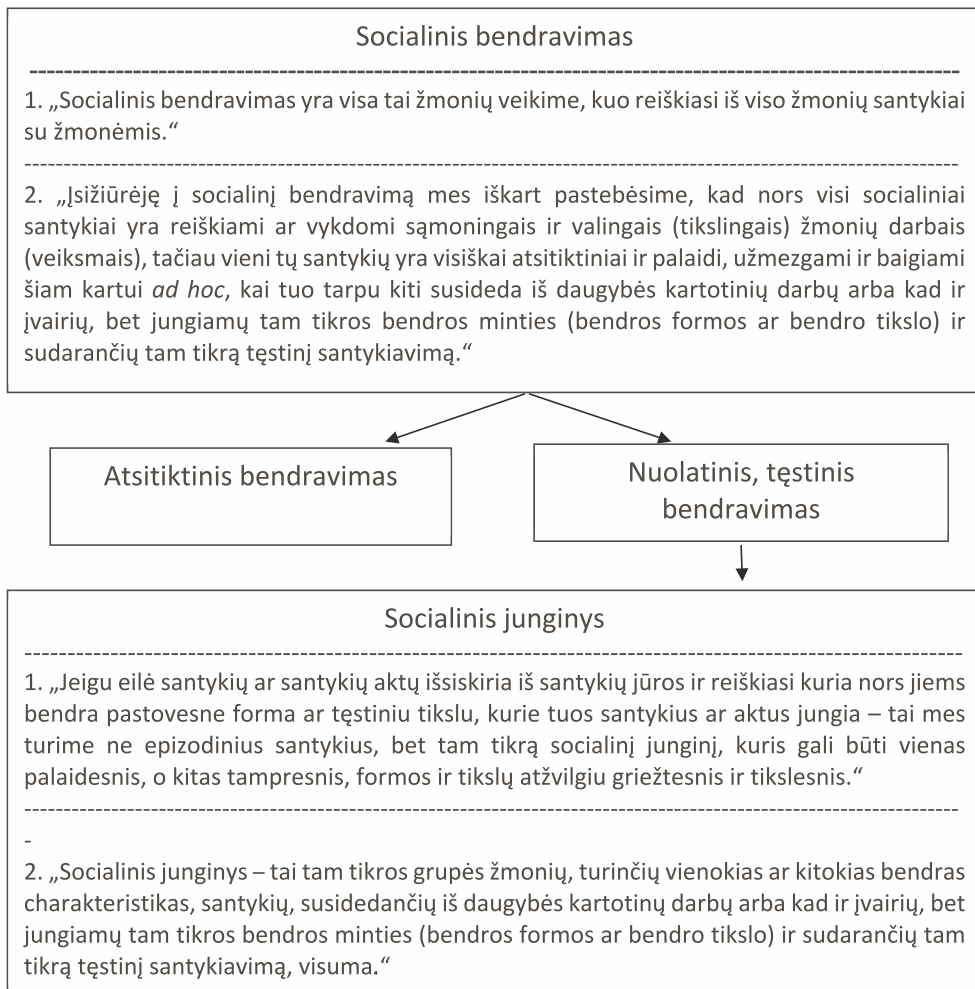 Socialinis bendravimas
------------------------------------------------------------------------------------------------------------
1. „Socialinis bendravimas yra visa tai žmonių veikime, kuo reiškiasi iš viso žmonių santykiai
su žmonėmis.“
------------------------------------------------------------------------------------------------------------------------
2. „Įsižiūrėję į socialinį bendravimą mes iškart pastebėsime, kad nors visi socialiniai
santykiai yra reiškiami ar vykdomi sąmoningais ir valingais (tikslingais) žmonių darbais
(veiksmais), tačiau vieni tų santykių yra visiškai atsitiktiniai ir palaidi, užmezgami ir baigiami
šiam kartui ad hoc, kai tuo tarpu kiti susideda iš daugybės kartotinių darbų arba kad ir
įvairių, bet jungiamų tam tikros bendros minties (bendros formos ar bendro tikslo) ir
sudarančių tam tikrą tęstinį santykiavimą.“
Atsitiktinis bendravimas
Nuolatinis, tęstinis
bendravimas
Socialinis junginys
------------------------------------------------------------------------------------------------------------------------
1. „Jeigu eilė santykių ar santykių aktų išsiskiria iš santykių jūros ir reiškiasi kuria nors jiems
bendra pastovesne forma ar tęstiniu tikslu, kurie tuos santykius ar aktus jungia – tai mes
turime ne epizodinius santykius, bet tam tikrą socialinį junginį, kuris gali būti vienas
palaidesnis, o kitas tampresnis, formos ir tikslų atžvilgiu griežtesnis ir tikslesnis.“
------------------------------------------------------------------------------------------------------------------------
-
2. „Socialinis junginys – tai tam tikros grupės žmonių, turinčių vienokias ar kitokias bendras
charakteristikas, santykių, susidedančių iš daugybės kartotinų darbų arba kad ir įvairių, bet
jungiamų tam tikros bendros minties (bendros formos ar bendro tikslo) ir sudarančių tam
tikrą tęstinį santykiavimą, visuma.“